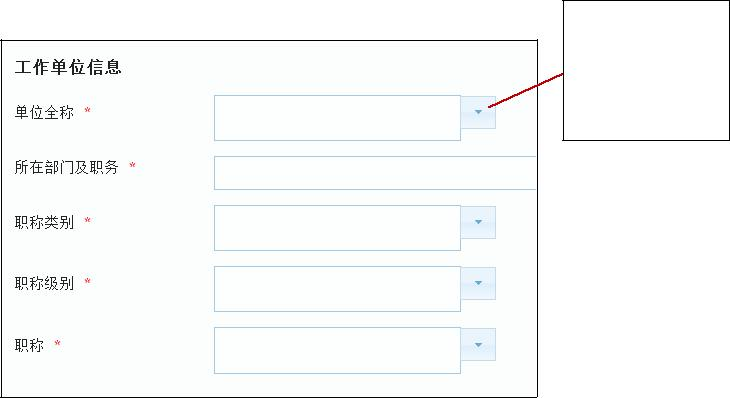 工作单位信息
单位全称 *
所在部门及职务 *
职称类别 *
职称级别 *
职称 *